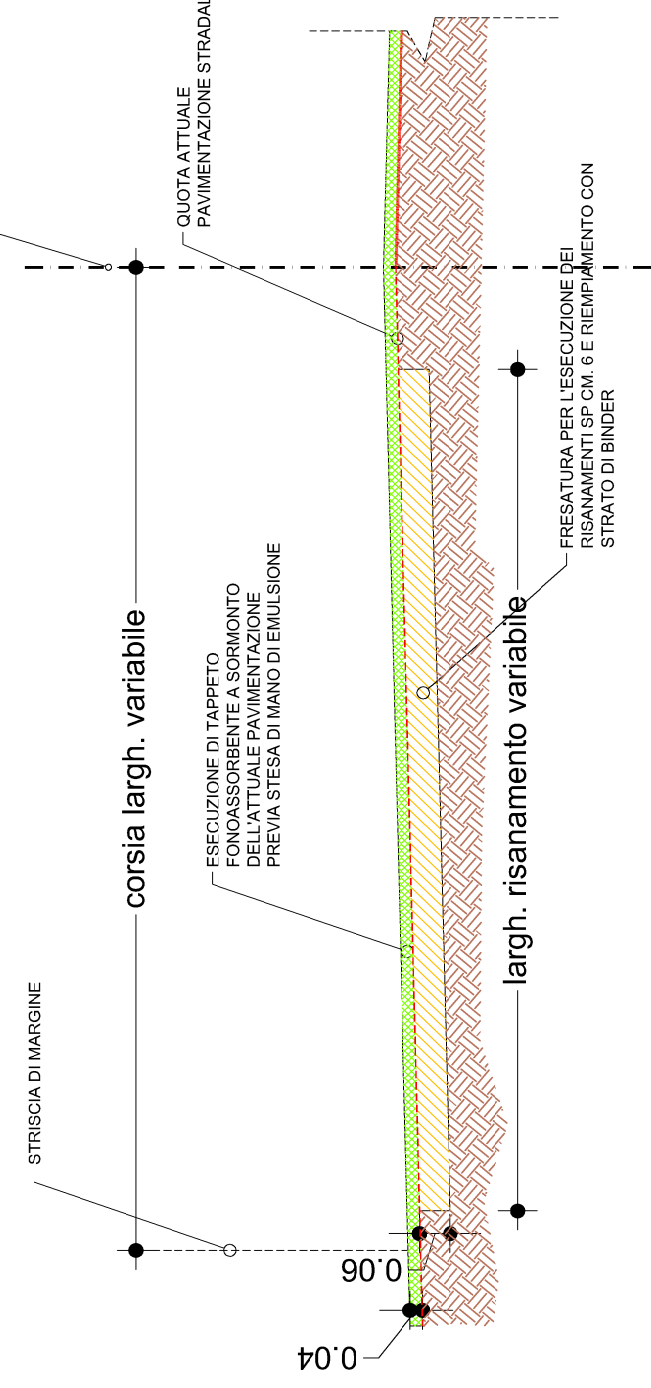 STRISCIA DI MARGINE
corsia largh. variabile
QUOTA ATTUALE
PAVIMENTAZIONE STRADAL
ESECUZIONE DI TAPPETO
FONOASSORBENTE A SORMONTO
DELL'ATTUALE PAVIMENTAZIONE
PREVIA STESA DI MANO DI EMULSIONE
0.04
0.06
largh. risanamento variabile
FRESATURA PER L'ESECUZIONE DEI
RISANAMENTI SP CM. 6 E RIEMPIAMENTO CON
STRATO DI BINDER